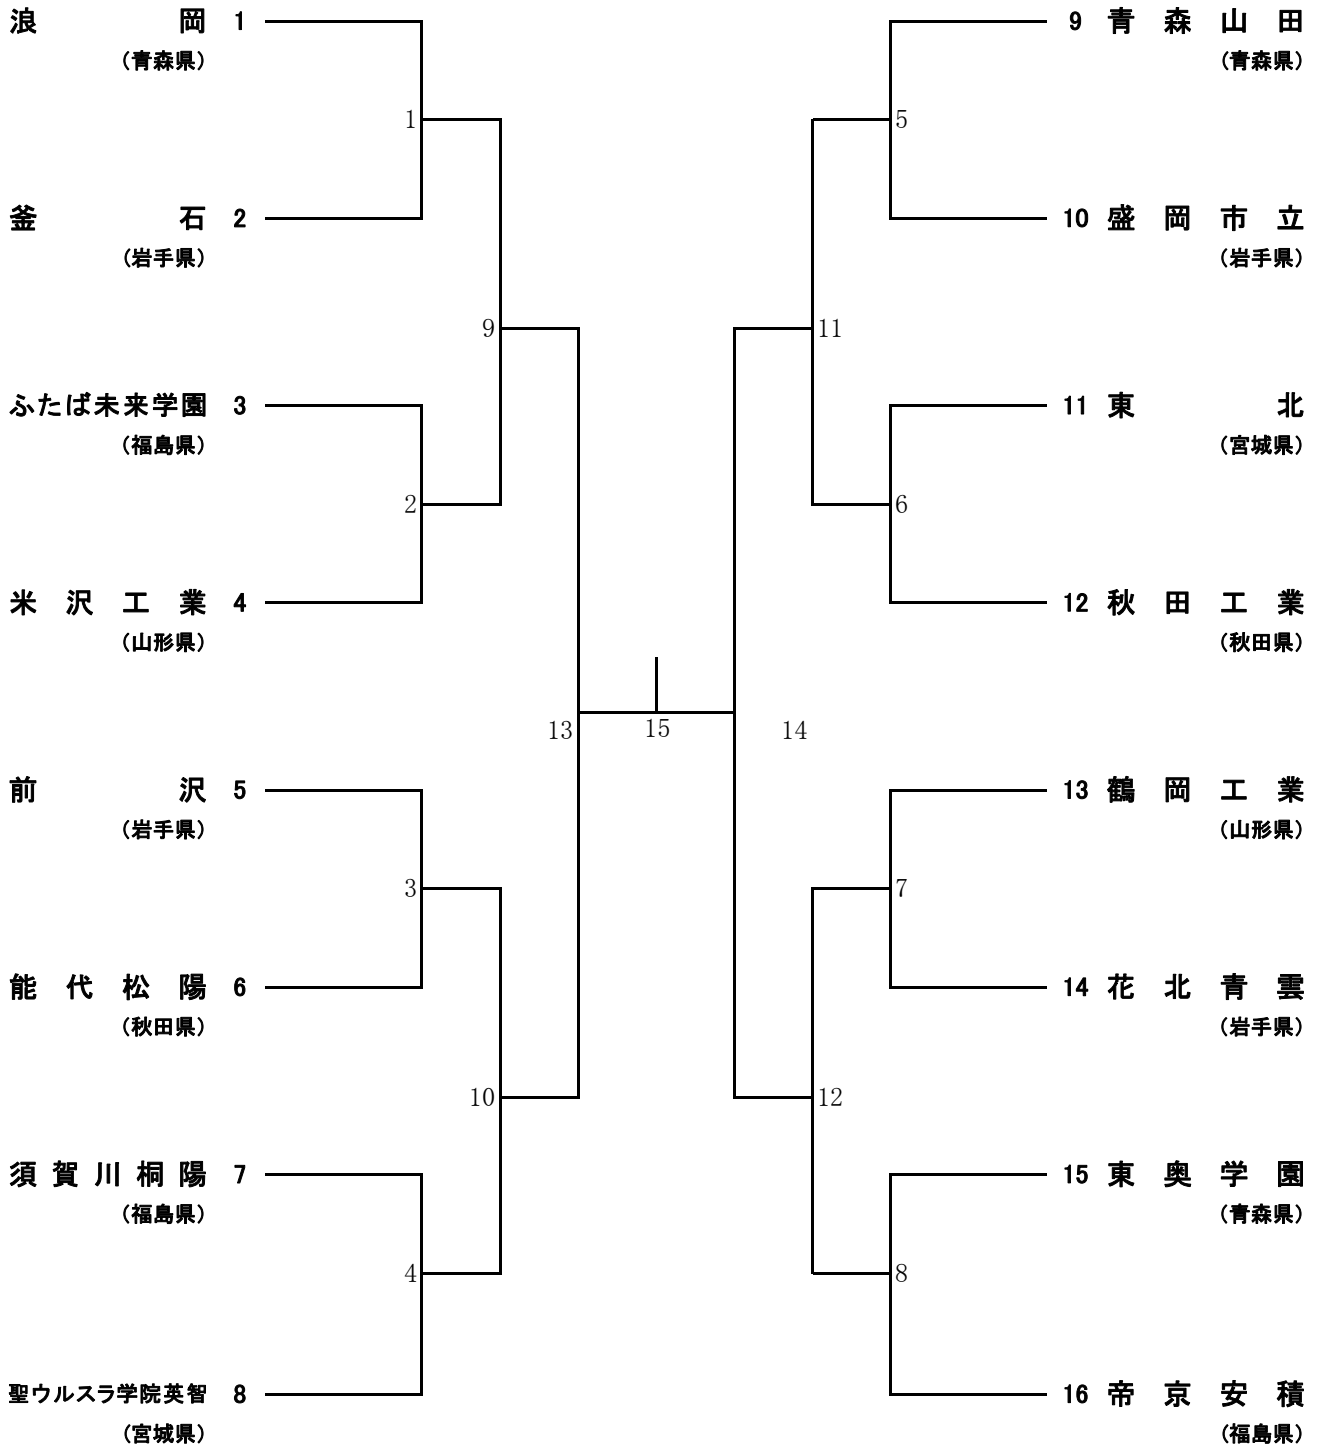 浪岡 1
（青森県）
1
釜石 2
（岩手県）
9
ふたば未来学園 3
（福島県）
2
米沢工業 4
（山形県）
13
前沢 5
（岩手県）
3
能代松陽 6
（秋田県）
10
須賀川桐陽 7
（福島県）
4
聖ウルスラ学院英智 8
（宮城県）
15
9 青森山田
（青森県）
5
10 盛岡市立
（岩手県）
11
11 東北
（宮城県）
6
12 秋田工業
（秋田県）
14
13 鶴岡工業
（山形県）
7
14 花北青雲
（岩手県）
12
15 東奥学園
（青森県）
8
16 帝京安積
（福島県）